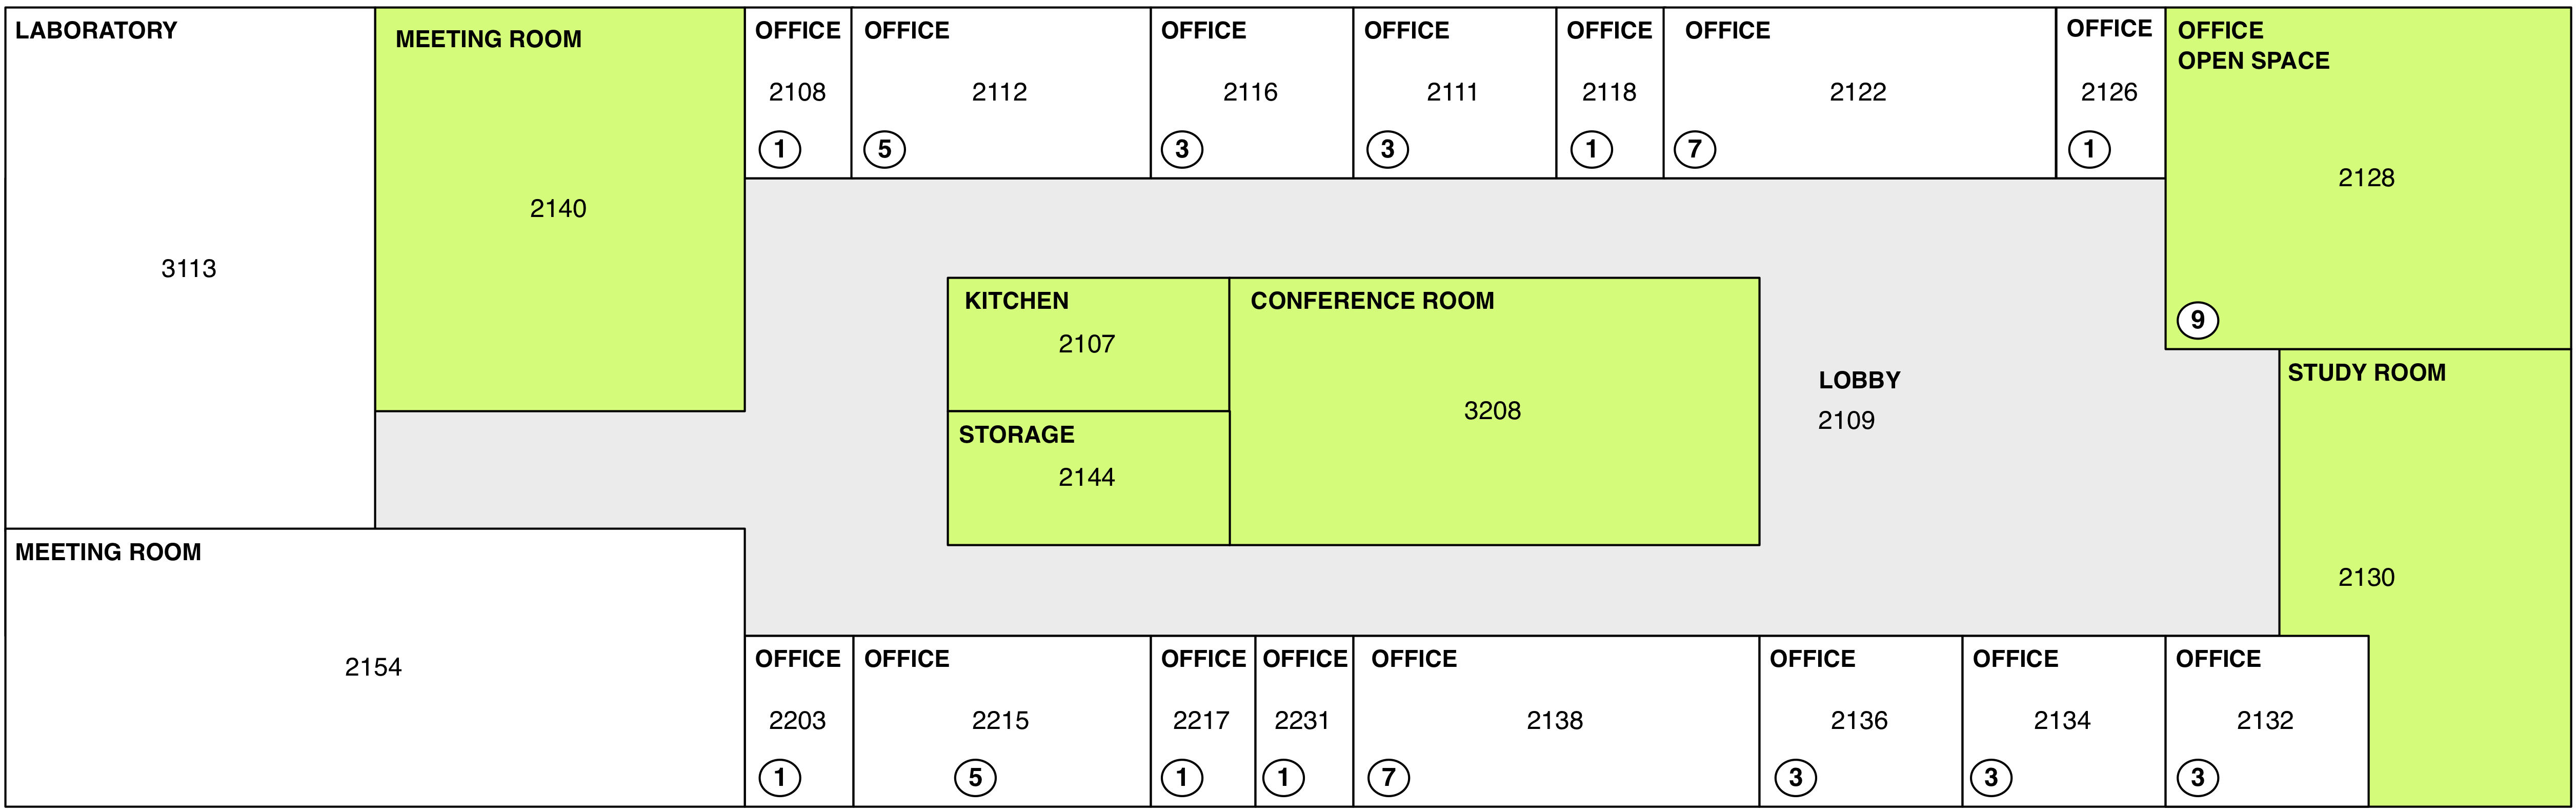 LABORATORY
3113
MEETING ROOM
2140
OFFICE
2108
1
OFFICE
2112
5
OFFICE
2116
3
OFFICE
2111
3
OFFICE
2118
1
OFFICE
2122
7
OFFICE
2126
1
OFFICE
OPEN SPACE
2128
9
KITCHEN
2107
CONFERENCE ROOM
3208
STORAGE
2144
LOBBY
2109
STUDY ROOM
2130
MEETING ROOM
2154
OFFICE
2203
1
OFFICE
2215
5
OFFICE
2217
1
OFFICE
2231
1
OFFICE
2138
7
OFFICE
2136
3
OFFICE
2134
3
OFFICE
2132
3